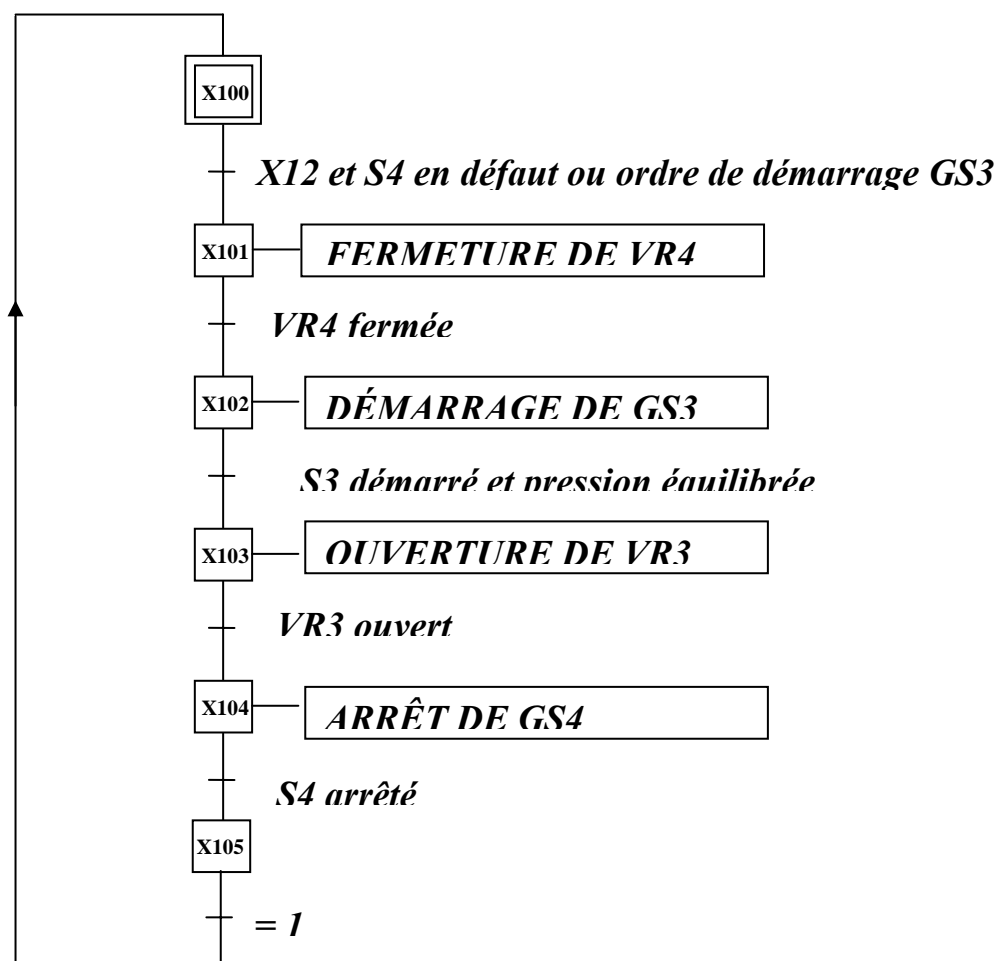 X100
X12 et S4 en défaut ou ordre de démarrage GS3
X101 FERMETURE DE VR4
VR4 fermée
X102 DÉMARRAGE DE GS3
S3 démarré et pression équilibrée
X103 OUVERTURE DE VR3
VR3 ouvert
X104 ARRÊT DE GS4
S4 arrêté
X105
= 1